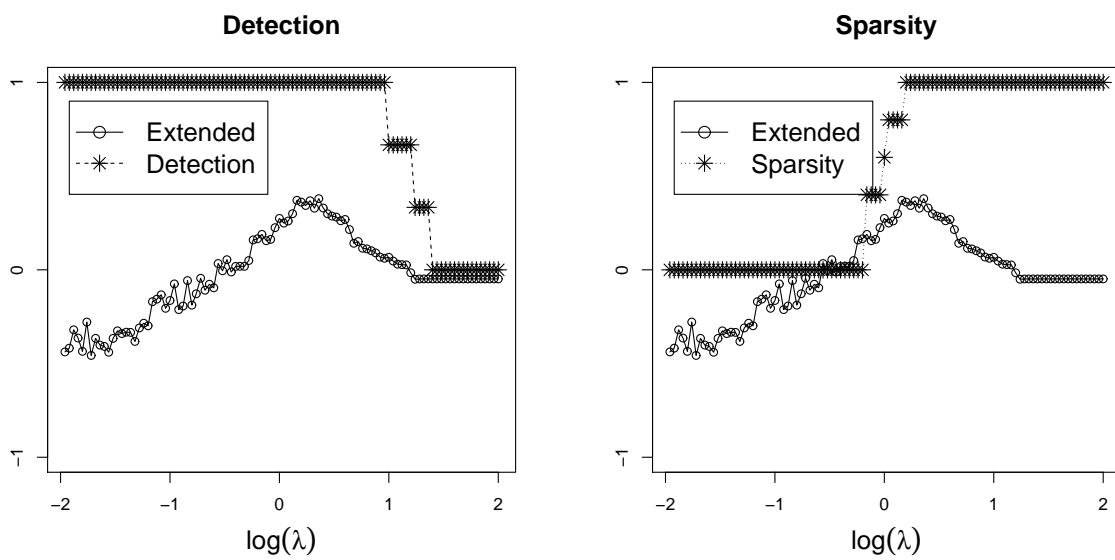 Detection
1
0
−1
Extended
Detection
−2
−1
0
1
2
log(λ)
Sparsity
1
0
−1
Extended
Sparsity
−2
−1
0
1
2
log(λ)